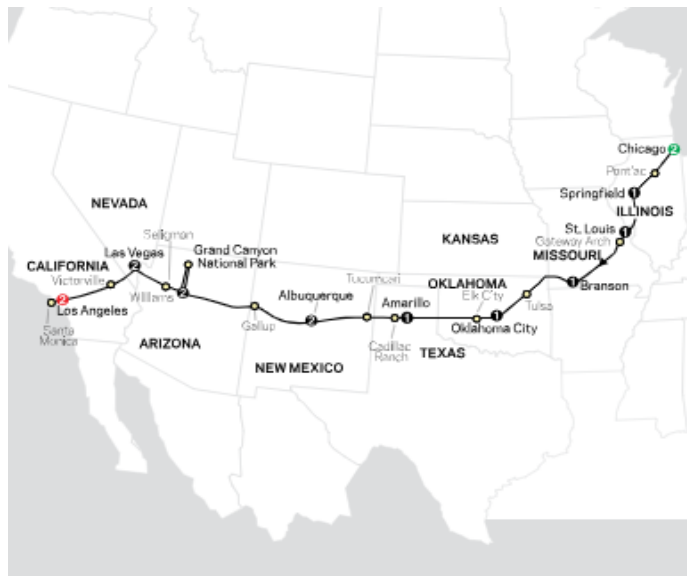 Chicago 2
Pontiac
Springfield 1
ILLINOIS
St. Louis 1
Gateway Arch
MISSOURI
Branson
1
KANSAS
OKLAHOMA
Elk City
Tulsa
1
Oklahoma City
Tucumcari
Amarillo
1
Cadillac
Ranch
TEXAS
Albuquerque
2
NEW MEXICO
Gallup
Grand Canyon
National Park
2
ARIZONA
Seligman
Williams
NEVADA
Las Vegas
2
CALIFORNIA
Victorville
2
Los Angeles
Santa
Monica